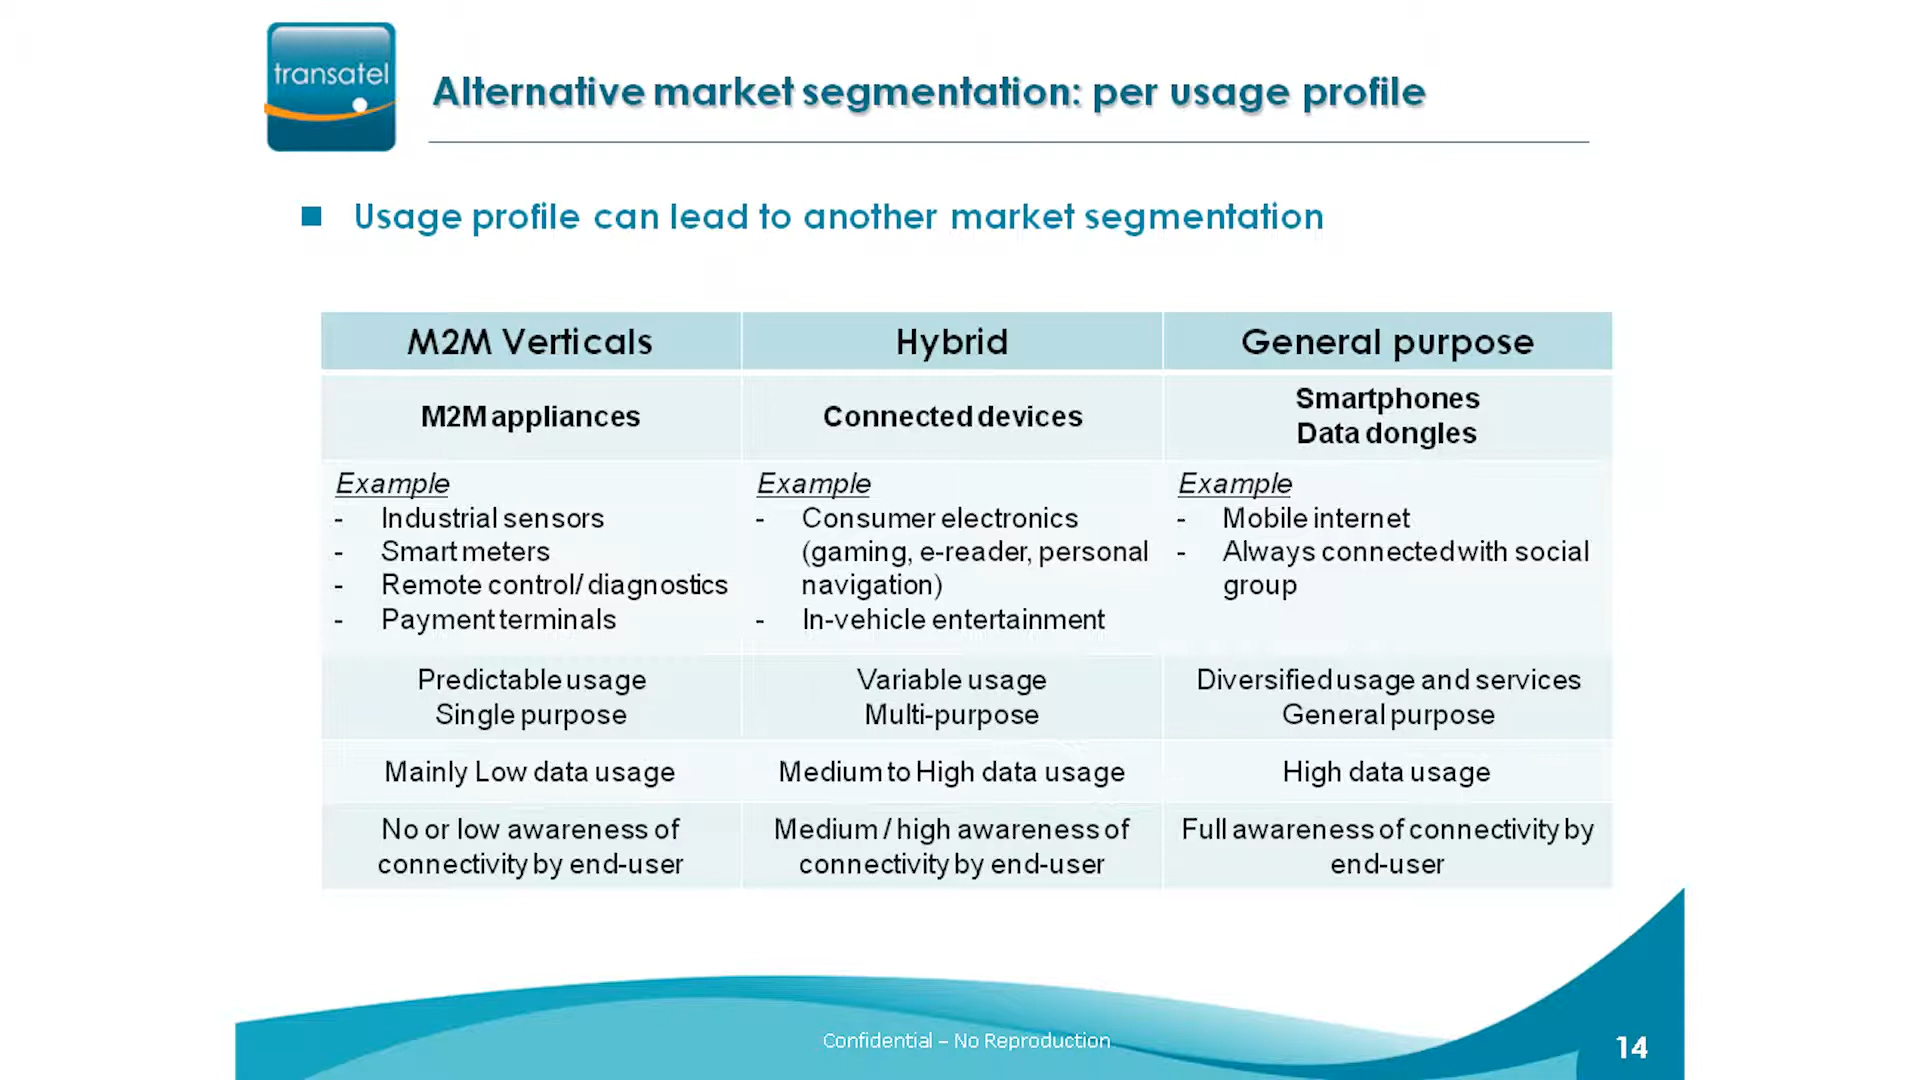 transatel
Alternative market segmentation: per usage profile
Usage profile can lead to another market segmentation
M2M Verticals
Hybrid
General purpose
M2M appliances
Connected devices
Smartphones
Data dongles
Example
- Industrial sensors
- Smart meters
- Remote control/ diagnostics
- Payment terminals
Example
- Consumer electronics
(gaming, e-reader, personal
navigation)
- In-vehicle entertainment
Example
- Mobile internet
- Always connected with social
group
Predictable usage
Single purpose
Variable usage
Multi-purpose
Diversified usage and services
General purpose
Mainly Low data usage
Medium to High data usage
High data usage
No or low awareness of
connectivity by end-user
Medium / high awareness of
connectivity by end-user
Full awareness of connectivity by
end-user
Confidential – No Reproduction
14